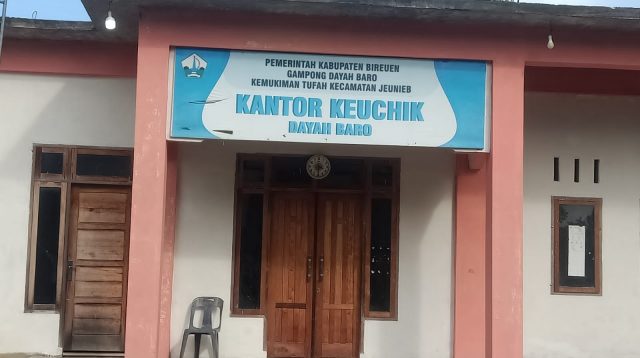 PEMERINTAH KABUPATEN BIREUEN
GAMPONG DAYAH BARO
KEMUKIMAN TUFAH KECAMATAN JEUNIEB
KANTOR KEUCHIK
DAYAH BARO